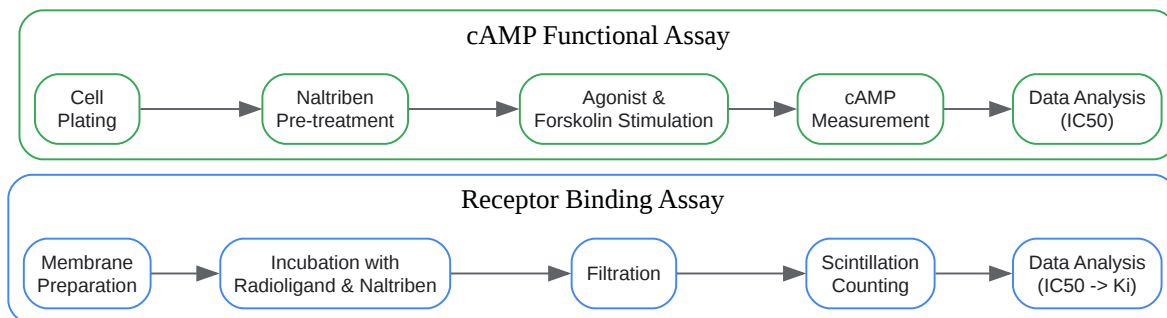 cAMP Functional Assay
Cell
Plating
Naltriben
Pre-treatment
Agonist &
Forskolin Stimulation
cAMP
Measurement
Data Analysis
(IC50)
Receptor Binding Assay
Membrane
Preparation
Incubation with
Radioligand & Naltriben
Filtration
Scintillation
Counting
Data Analysis
(IC50 -> Ki)